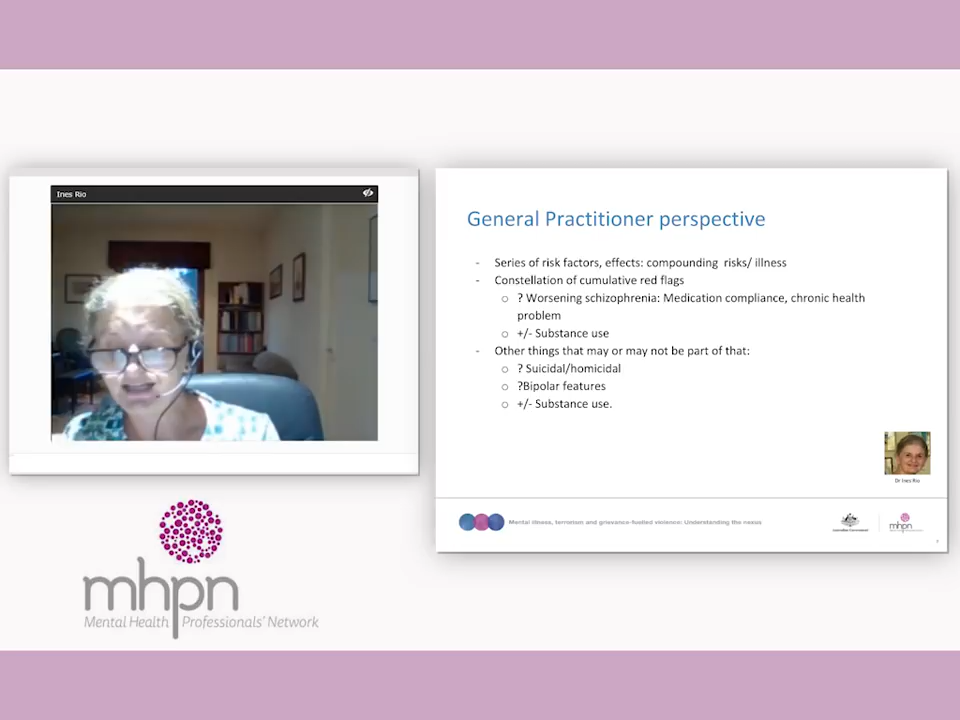 Ines Rio
General Practitioner perspective
- Series of risk factors, effects: compounding risks/ illness
- Constellation of cumulative red flags
o ? Worsening schizophrenia: Medication compliance, chronic health
problem
o +/- Substance use
- Other things that may or may not be part of that:
o ? Suicidal/homicidal
o ?Bipolar features
o +/- Substance use.
Dr Ines Rio
Mental illness, terrorism and grievance-fuelled violence: Understanding the nexus
Australian Government
mhpn
mhpn
Mental Health Professionals' Network